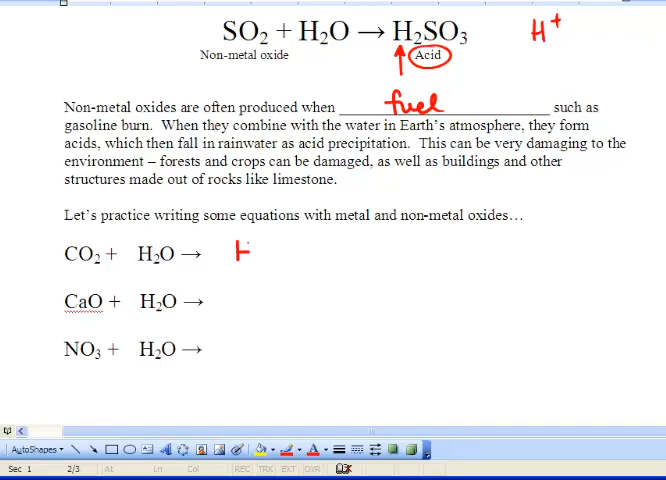 SO₂ + H₂O → H₂SO₃ H⁺
Non-metal oxide Acid
Non-metal oxides are often produced when fuel such as
gasoline burn. When they combine with the water in Earth's atmosphere, they form
acids, which then fall in rainwater as acid precipitation. This can be very damaging to the
environment – forests and crops can be damaged, as well as buildings and other
structures made out of rocks like limestone.
Let's practice writing some equations with metal and non-metal oxides…
CO₂ + H₂O →
CaO + H₂O →
NO₃ + H₂O →
AutoShapes
Sec 1 2/3 At Ln Col REC TRK EXT OVR